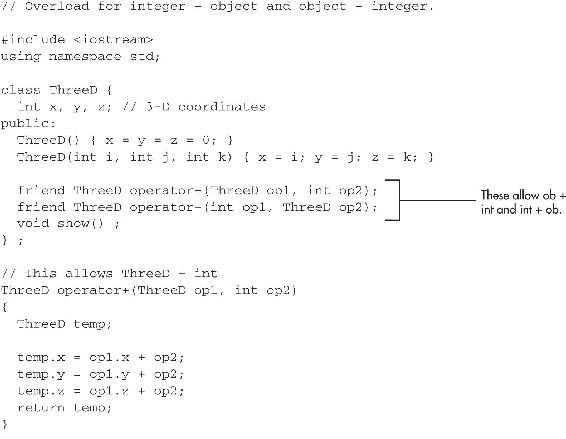 // Overload for integer - object and object - integer.
#include <iostream>
using namespace std;
class ThreeD {
int x, y, z; // 3-D coordinates
public:
ThreeD() { x = y = z = 0; }
ThreeD(int i, int j, int k) { x = i; y = j; z = k; }
friend ThreeD operator-(ThreeD op1, int op2);
friend ThreeD operator-(int op1, ThreeD op2);
These allow ob +
int and int + ob.
void show() ;
} ;
// This allows ThreeD - int
ThreeD operator+(ThreeD op1, int op2)
{
ThreeD temp;
temp.x = op1.x + op2;
temp.y = op1.y + op2;
temp.z = op1.z + op2;
return temp;
}